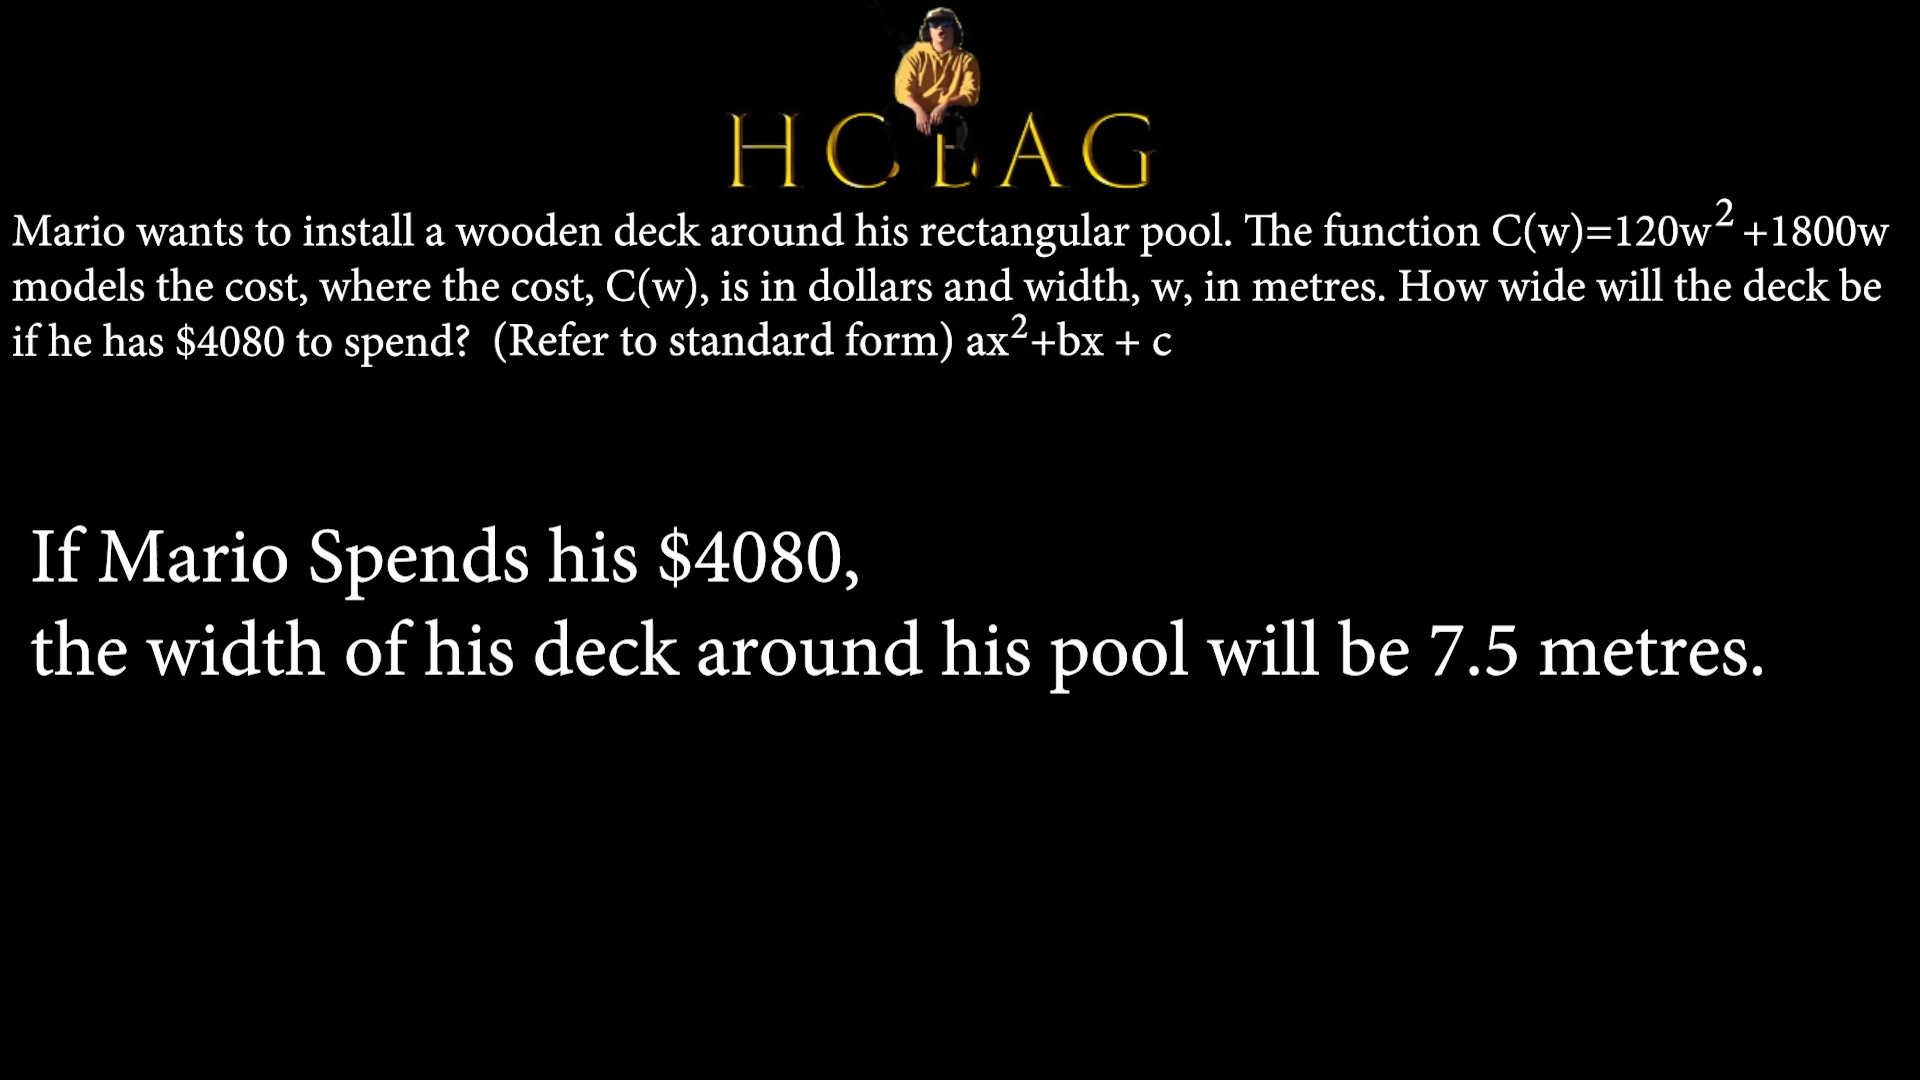 HOBAG
Mario wants to install a wooden deck around his rectangular pool. The function C(w)=120w² +1800w
models the cost, where the cost, C(w), is in dollars and width, w, in metres. How wide will the deck be
if he has $4080 to spend? (Refer to standard form) ax²+bx + c
If Mario Spends his $4080,
the width of his deck around his pool will be 7.5 metres.